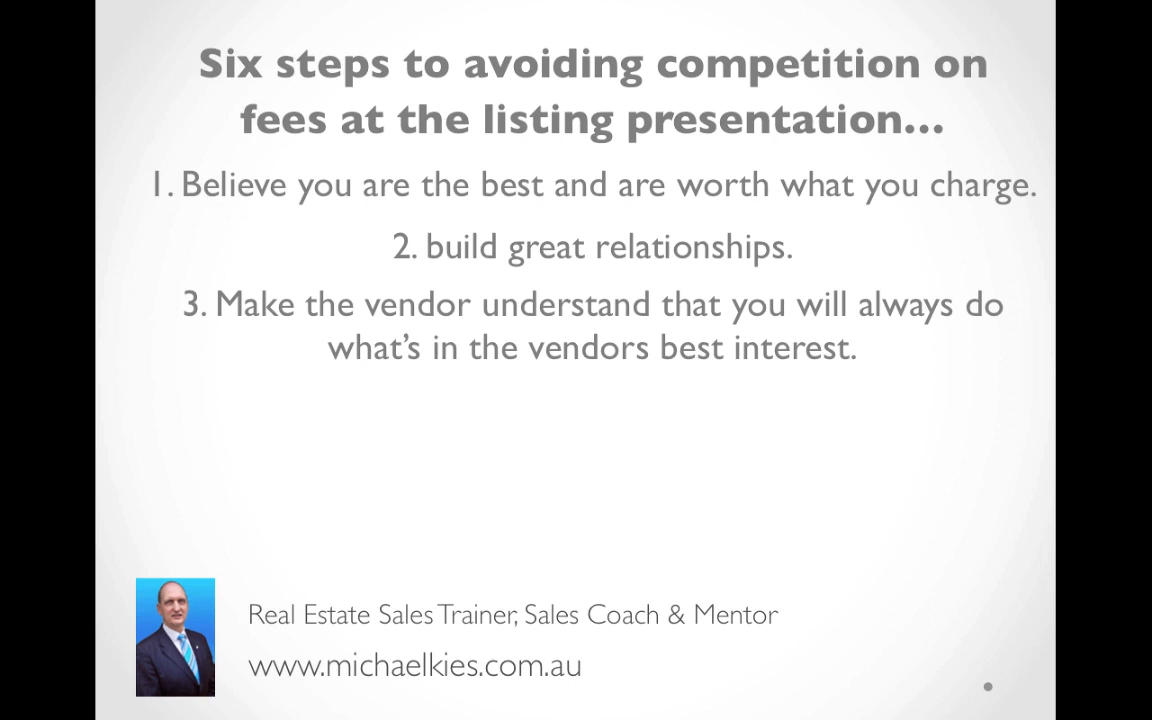 Six steps to avoiding competition on
fees at the listing presentation...
1. Believe you are the best and are worth what you charge.
2. build great relationships.
3. Make the vendor understand that you will always do
what’s in the vendors best interest.
Real Estate Sales Trainer, Sales Coach & Mentor
www.michaelkies.com.au